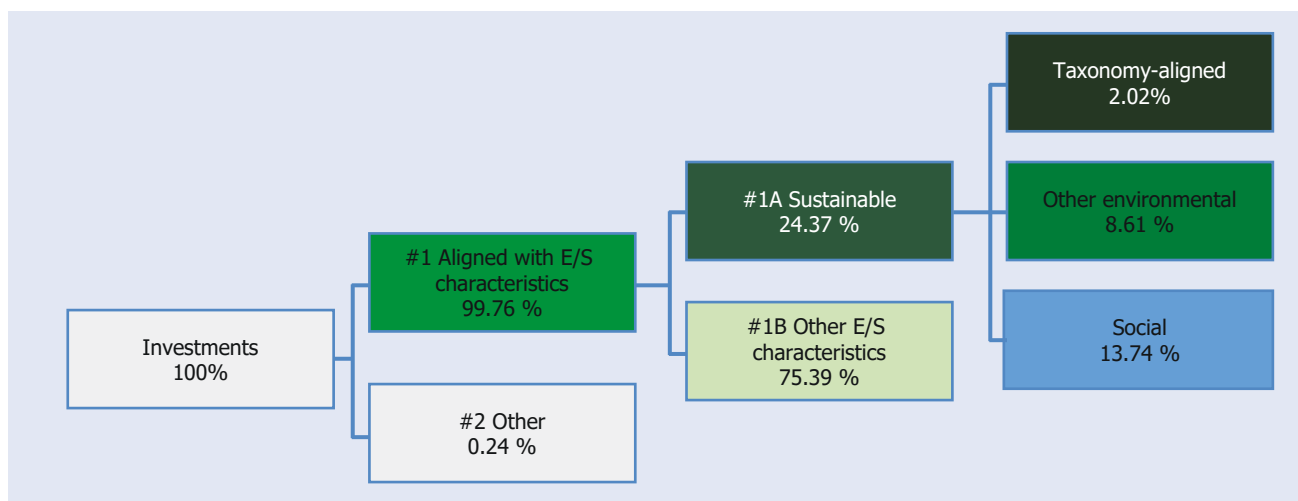 Investments
100%
#1 Aligned with E/S
characteristics
99.76 %
#2 Other
0.24 %
#1A Sustainable
24.37 %
#1B Other E/S
characteristics
75.39 %
Taxonomy-aligned
2.02%
Other environmental
8.61 %
Social
13.74 %